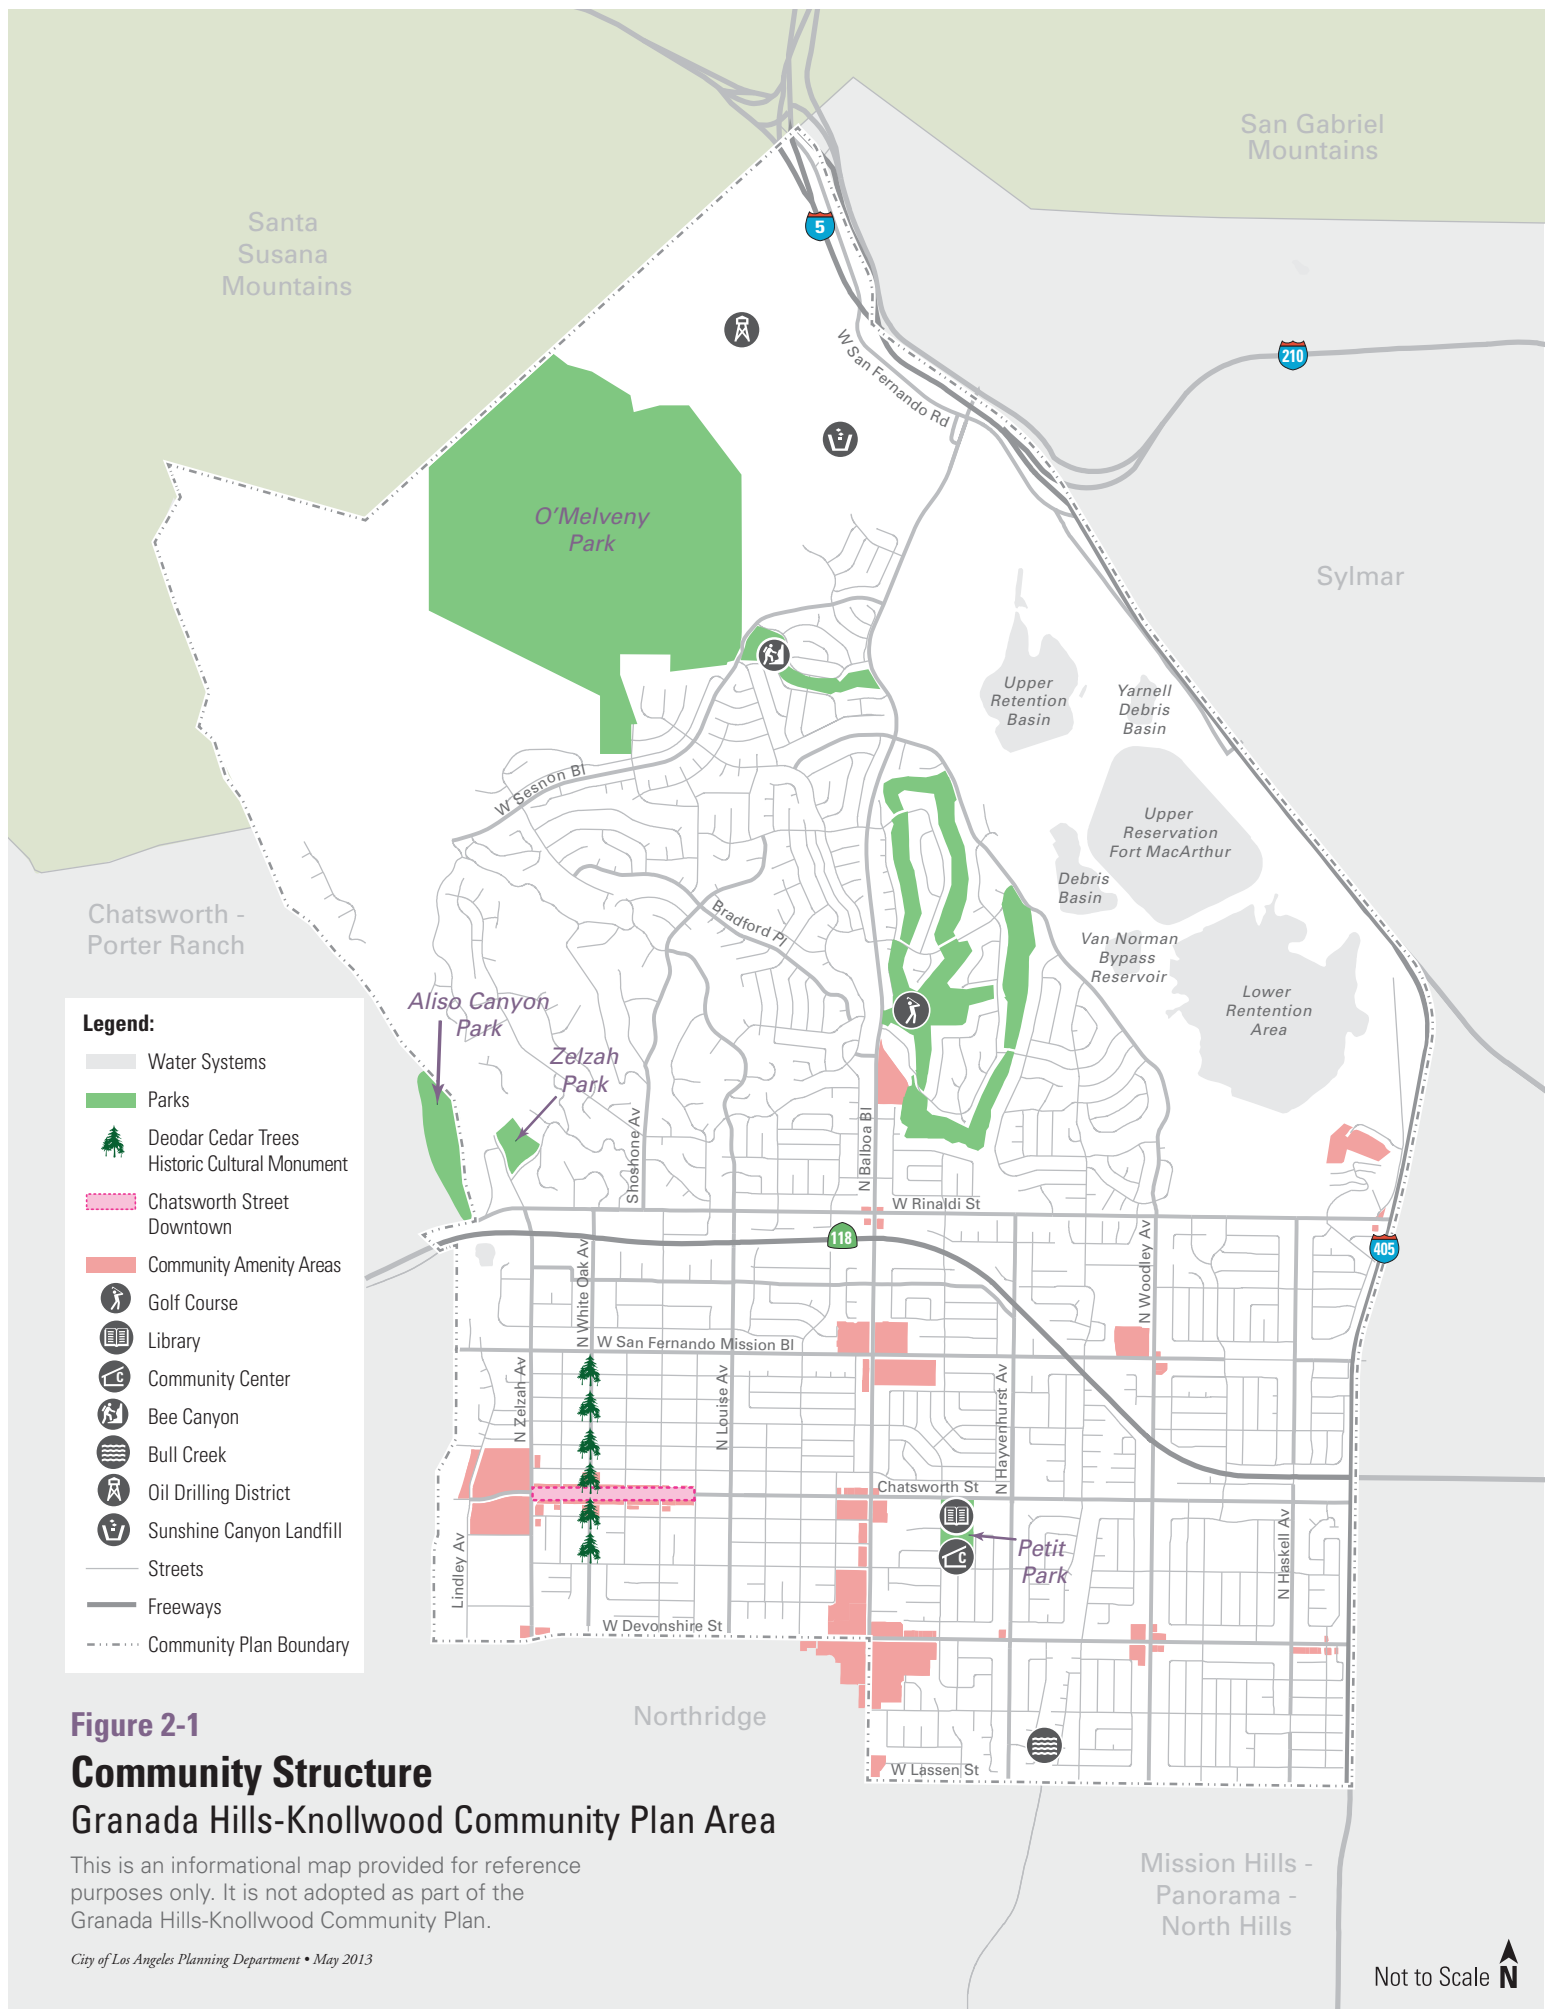 San Gabriel
Mountains
Santa
Susana
Mountains
5
210
W San Fernando Rd
O'Melveny
Park
Sylmar
Upper
Retention
Basin
Yarnell
Debris
Basin
W Sesnon Bl
Upper
Reservation
Fort MacArthur
Debris
Basin
Chatsworth -
Porter Ranch
Bradford Pl
Van Norman
Bypass
Reservoir
Lower
Rentention
Area
Aliso Canyon
Park
Zelzah
Park
Shoshone Av
N Balboa Bl
W Rinaldi St
118
405
N White Oak Av
N Woodley Av
W San Fernando Mission Bl
N Zelzah Av
N Louise Av
N Hayvenhurst Av
Chatsworth St
C
Petit
Park
Lindley Av
N Haskell Av
W Devonshire St
Northridge
W Lassen St
Mission Hills -
Panorama -
North Hills
Legend:
Water Systems
Parks
Deodar Cedar Trees
Historic Cultural Monument
Chatsworth Street
Downtown
Community Amenity Areas
Golf Course
Library
C
Community Center
Bee Canyon
Bull Creek
Oil Drilling District
Sunshine Canyon Landfill
Streets
Freeways
Community Plan Boundary
Figure 2-1
Community Structure
Granada Hills-Knollwood Community Plan Area
This is an informational map provided for reference
purposes only. It is not adopted as part of the
Granada Hills-Knollwood Community Plan.
City of Los Angeles Planning Department • May 2013
Not to Scale N